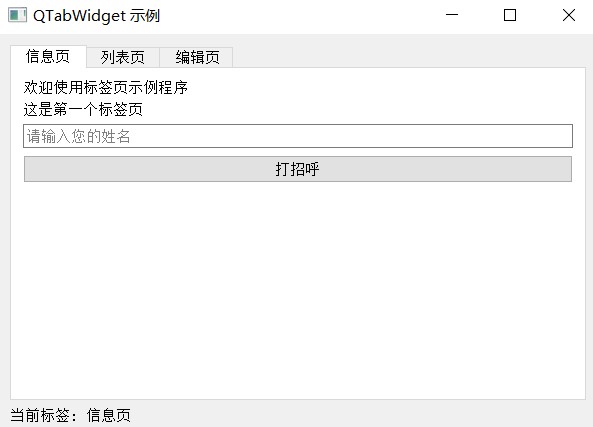 QTabWidget 示例
信息页 列表页 编辑页
欢迎使用标签页示例程序
这是第一个标签页
请输入您的姓名
打招呼
当前标签：信息页